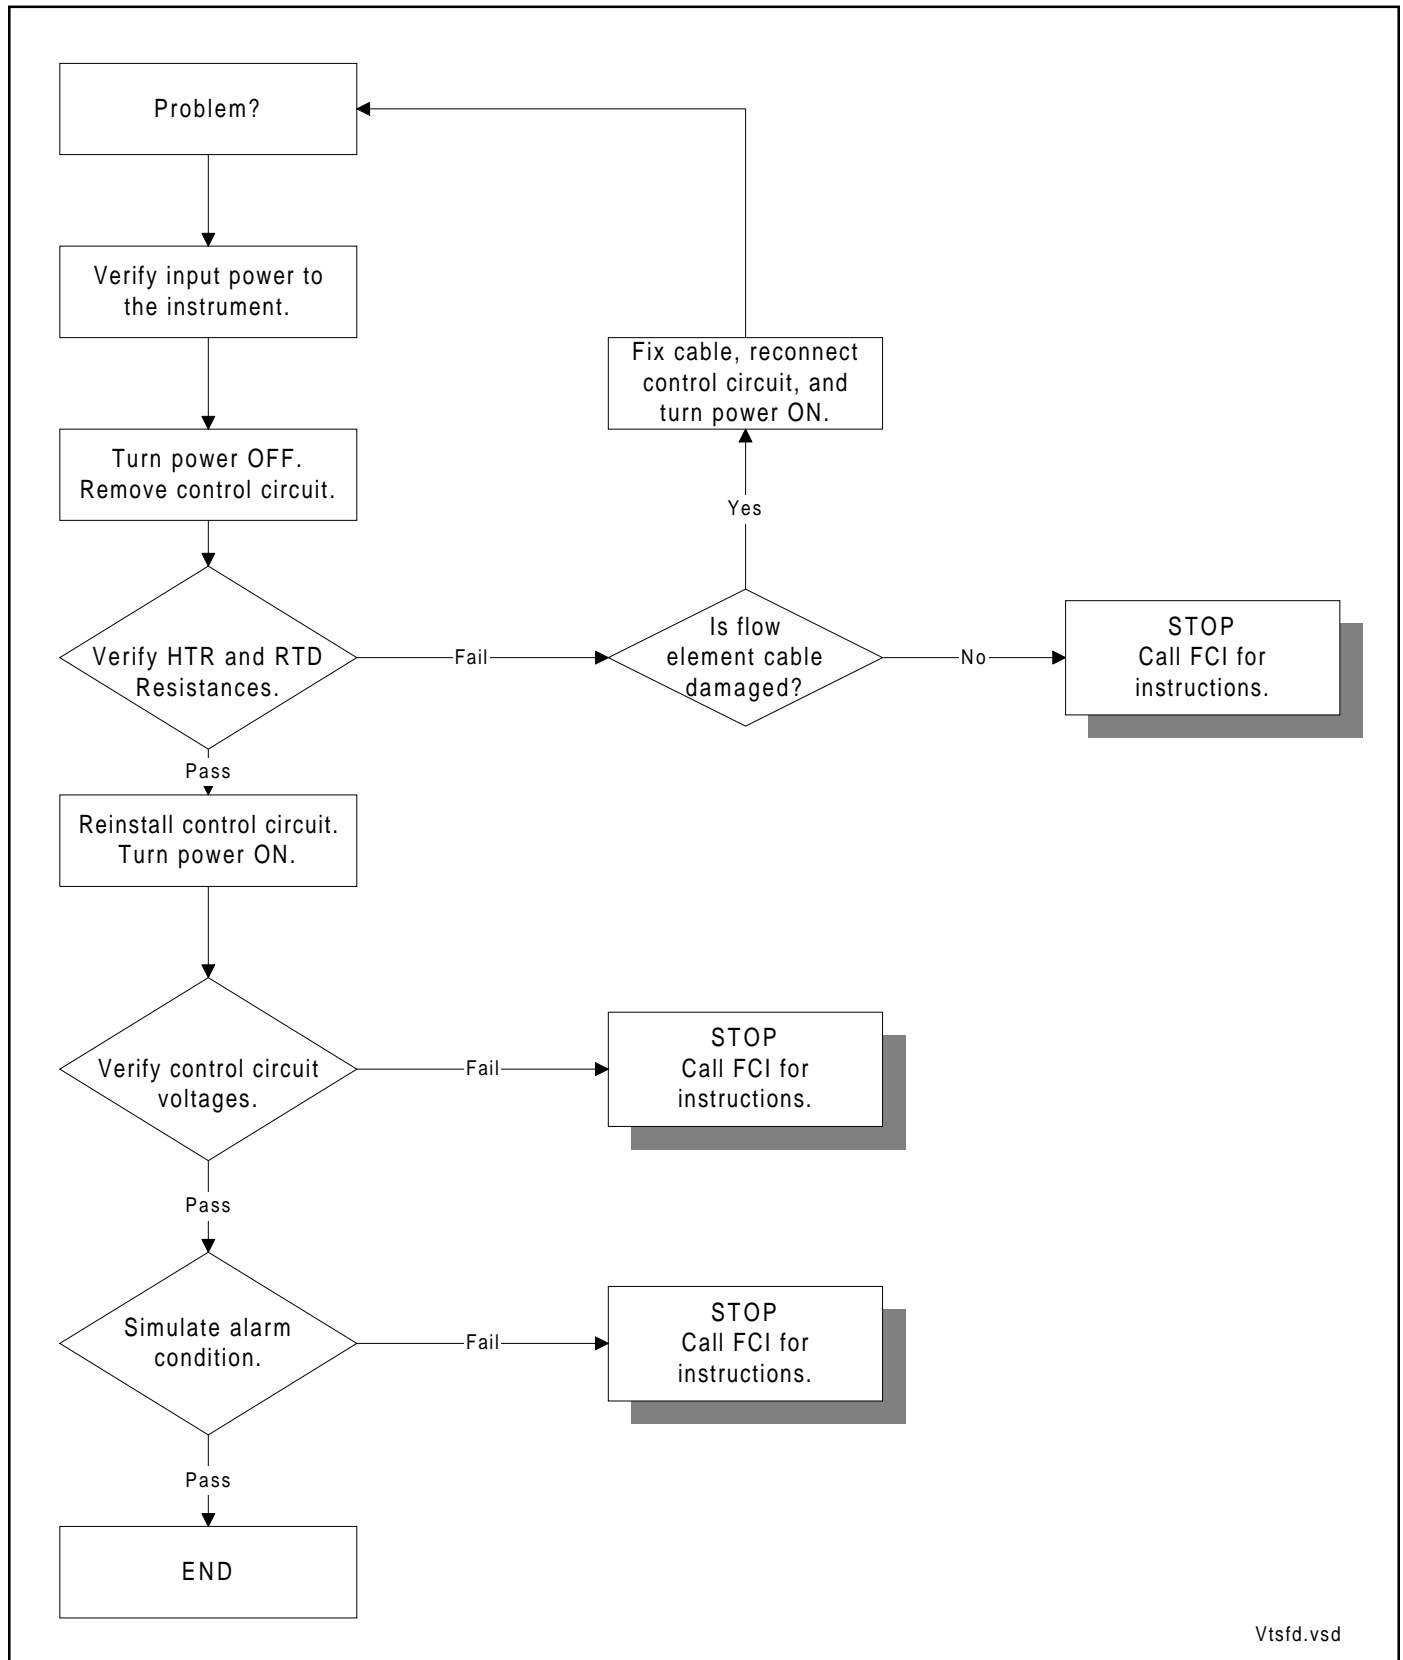 Problem?
Verify input power to
the instrument.
Fix cable, reconnect
control circuit, and
turn power ON.
Turn power OFF.
Remove control circuit.
Yes
Verify HTR and RTD
Resistances.
Fail
Is flow
element cable
damaged?
No
STOP
Call FCI for
instructions.
Pass
Reinstall control circuit.
Turn power ON.
Verify control circuit
voltages.
Fail
STOP
Call FCI for
instructions.
Pass
Simulate alarm
condition.
Fail
STOP
Call FCI for
instructions.
Pass
END
Vtsfd.vsd